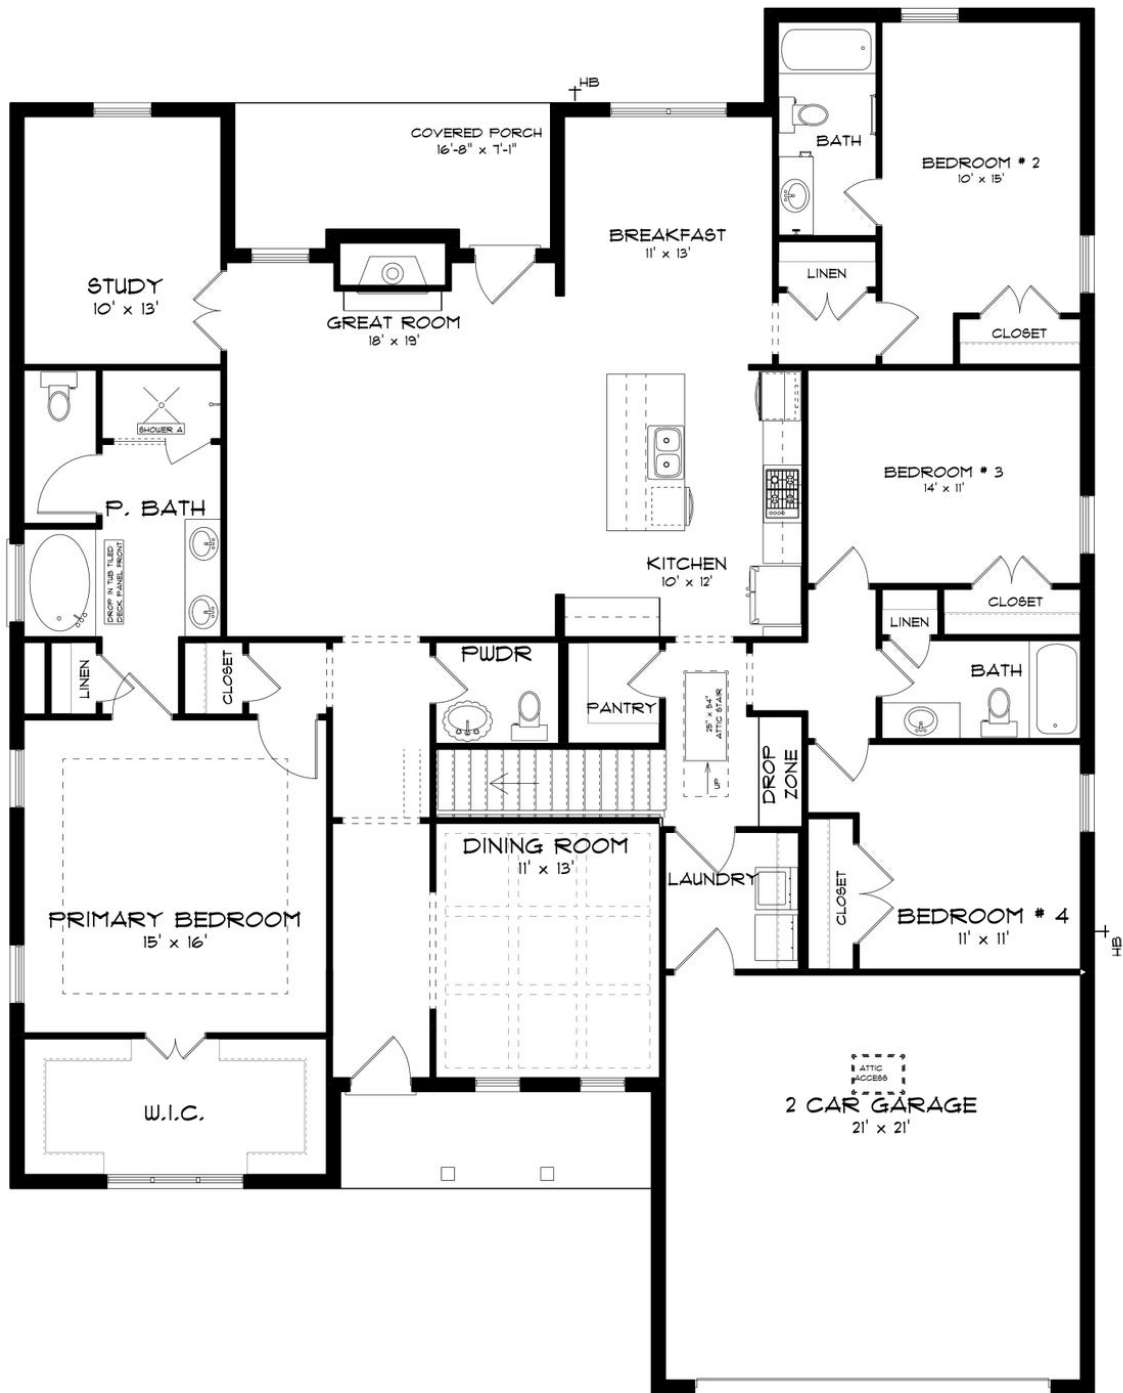 HB
COVERED PORCH
16'-8" x 7'-1"
BATH
BEDROOM # 2
10' x 15'
BREAKFAST
11' x 13'
LINEN
STUDY
10' x 13'
GREAT ROOM
18' x 19'
CLOSET
SHOWER A
BEDROOM # 3
14' x 11'
P. BATH
DROP IN TUB TILED
DECK PANEL FRONT
KITCHEN
10' x 12'
CLOSET
LINEN
LINEN
CLOSET
PWDR
BATH
PANTRY
25" x 54"
ATTIC STAIR
UP
DROP
ZONE
DINING ROOM
11' x 13'
LAUNDRY
CLOSET
PRIMARY BEDROOM
15' x 16'
BEDROOM # 4
11' x 11'
HB
ATTIC
ACCESS
2 CAR GARAGE
21' x 21'
W.I.C.